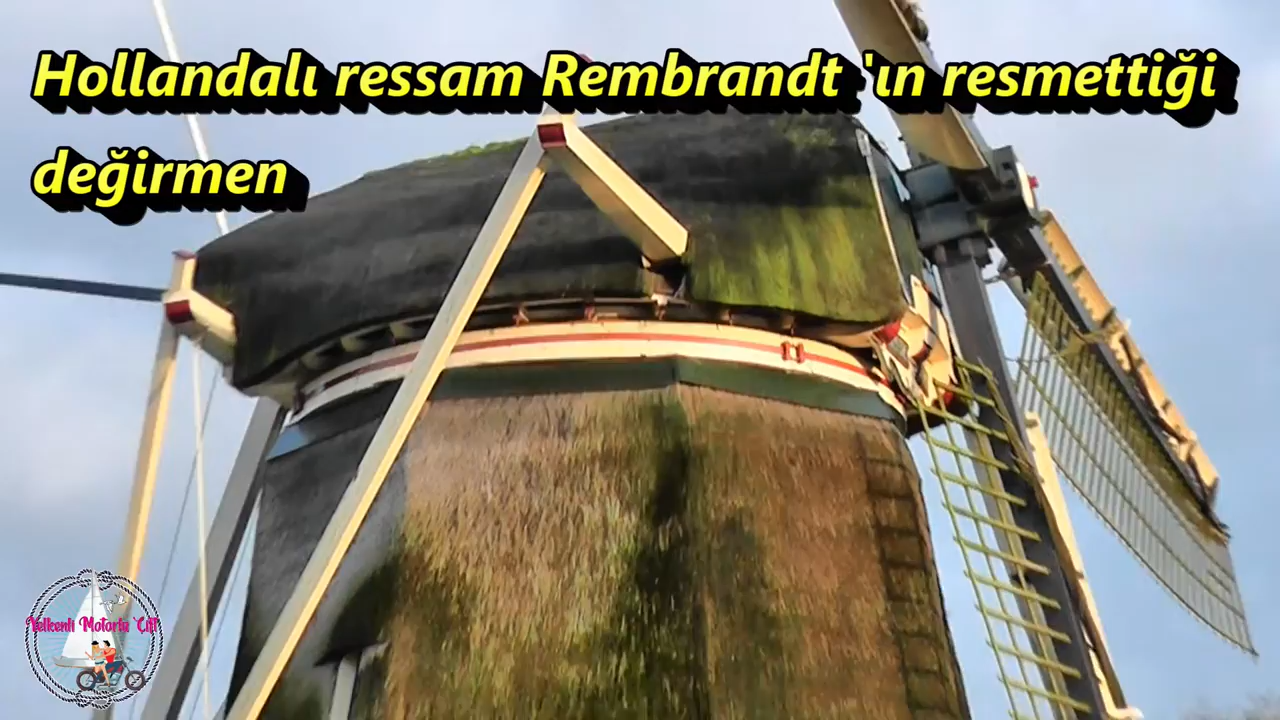 Hollandalı ressam Rembrandt 'ın resmettiği
değirmen
Yelkenli Motorlu Çift